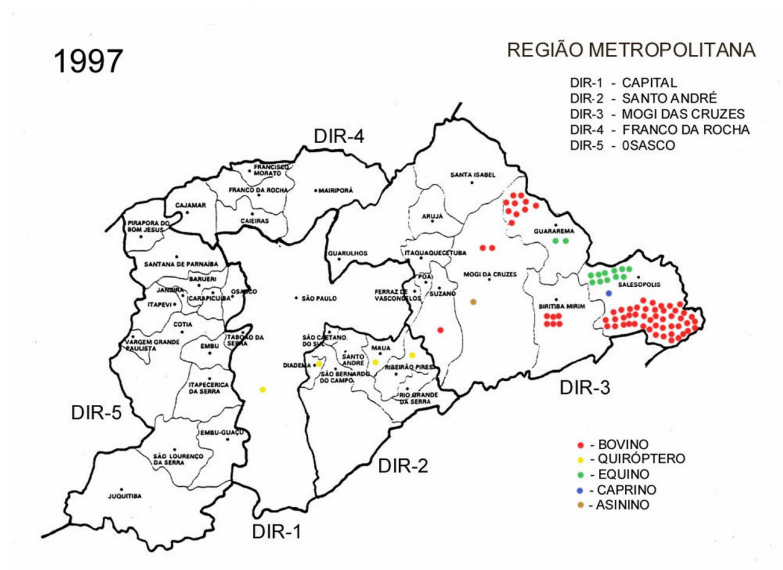 1997
REGIÃO METROPOLITANA
DIR-1 - CAPITAL
DIR-2 - SANTO ANDRÉ
DIR-3 - MOGI DAS CRUZES
DIR-4 - FRANCO DA ROCHA
DIR-5 - 0SASCO
DIR-4
FRANCISCO
MORATO
FRANCO DA ROCHA
MAIRIPORÃ
SANTA ISABEL
CAJAMAR
CAIEIRAS
PIRAPORA DO
BOM JESUS
ARUJA
GUARAREMA
SANTANA DE PARNAÍBA
GUARULHOS
ITAQUAQUECETUBA
BARUERI
JANDIRA
CARAPICUIBA
OSASCO
ITAPEVI
POÁ
FERRAZ DE
VASCONCELOS
SUZANO
MOGI DA CRUZES
SALESOPOLIS
SÃO PAULO
BIRITIBA MIRIM
COTIA
VARGEM GRANDE
PAULISTA
EMBU
TABOÃO DA
SERRA
SÃO CAETANO
DO SUL
DIADEMA
SANTO
ANDRÉ
MAUA
SÃO BERNARDO
DO CAMPO
RIBEIRÃO PIRES
RIO GRANDE
DA SERRA
ITAPECERICA
DA SERRA
DIR-3
DIR-5
EMBU-GUAÇU
SÃO LOURENÇO
DA SERRA
DIR-2
JUQUITIBA
DIR-1
- BOVINO
- QUIRÓPTERO
- EQUINO
- CAPRINO
- ASININO